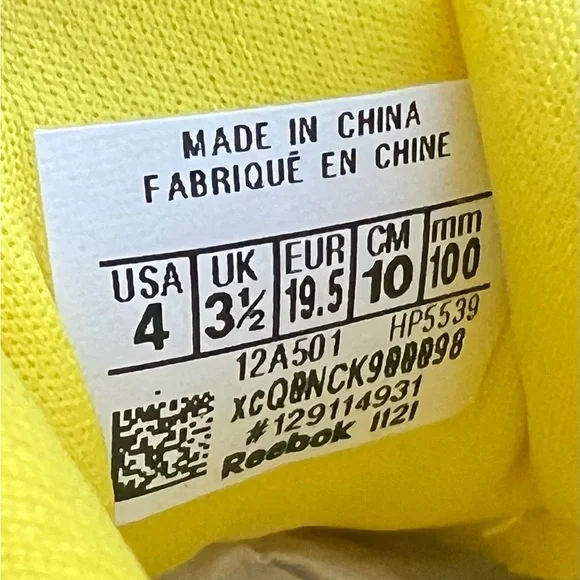 MADE IN CHINA
FABRIQUÉ EN CHINE
USA UK EUR CM mm
4 3½ 19.5 10 100
12A501 HP5539
#129114931
Reebok 1121